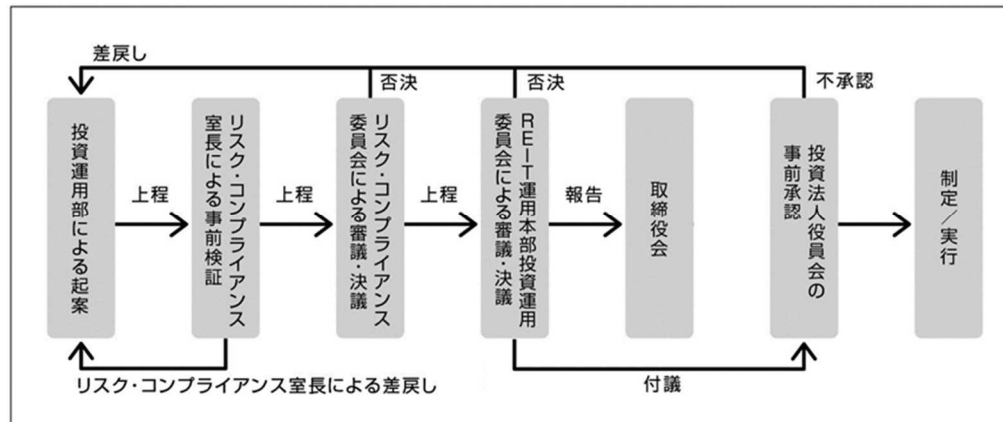 差戻し
否決
否決
不承認
投資運用部による起案
上程
リスク・コンプライアンス
室長による事前検証
上程
リスク・コンプライアンス
委員会による審議・決議
上程
REIT運用本部投資運用
委員会による審議・決議
報告
取締役会
投資法人役員会の
事前承認
制定/実行
リスク・コンプライアンス室長による差戻し
付議